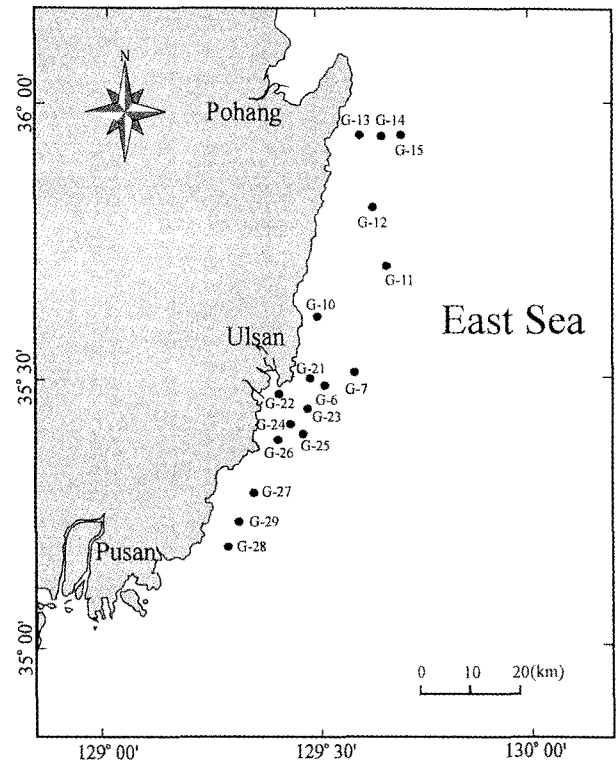 N
36° 00'
Pohang
G-13
G-14
G-15
G-12
G-11
G-10
East Sea
Ulsan
G-21
G-7
35° 30'
G-22
G-6
G-23
G-24
G-25
G-26
G-27
G-29
Pusan
G-28
35° 00'
0 10 20(km)
129° 00'
129° 30'
130° 00'